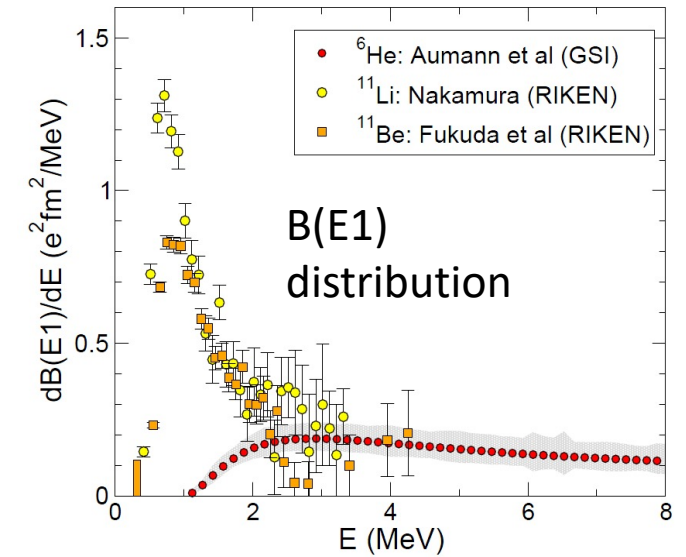 1.5
1
0.5
0
dB(E1)/dE (e²fm²/MeV)
⁶He: Aumann et al (GSI)
¹¹Li: Nakamura (RIKEN)
¹¹Be: Fukuda et al (RIKEN)
B(E1)
distribution
0 2 4 6 8
E (MeV)